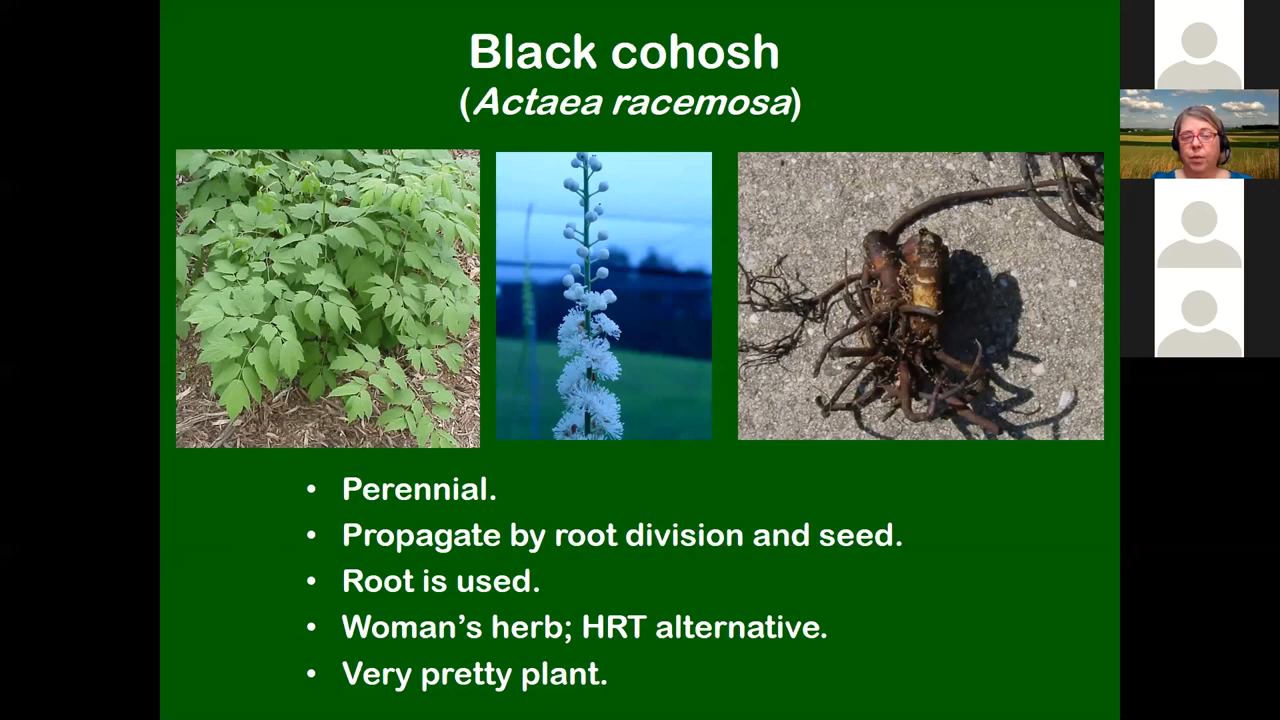 Black cohosh
(Actaea racemosa)
• Perennial.
• Propagate by root division and seed.
• Root is used.
• Woman’s herb; HRT alternative.
• Very pretty plant.